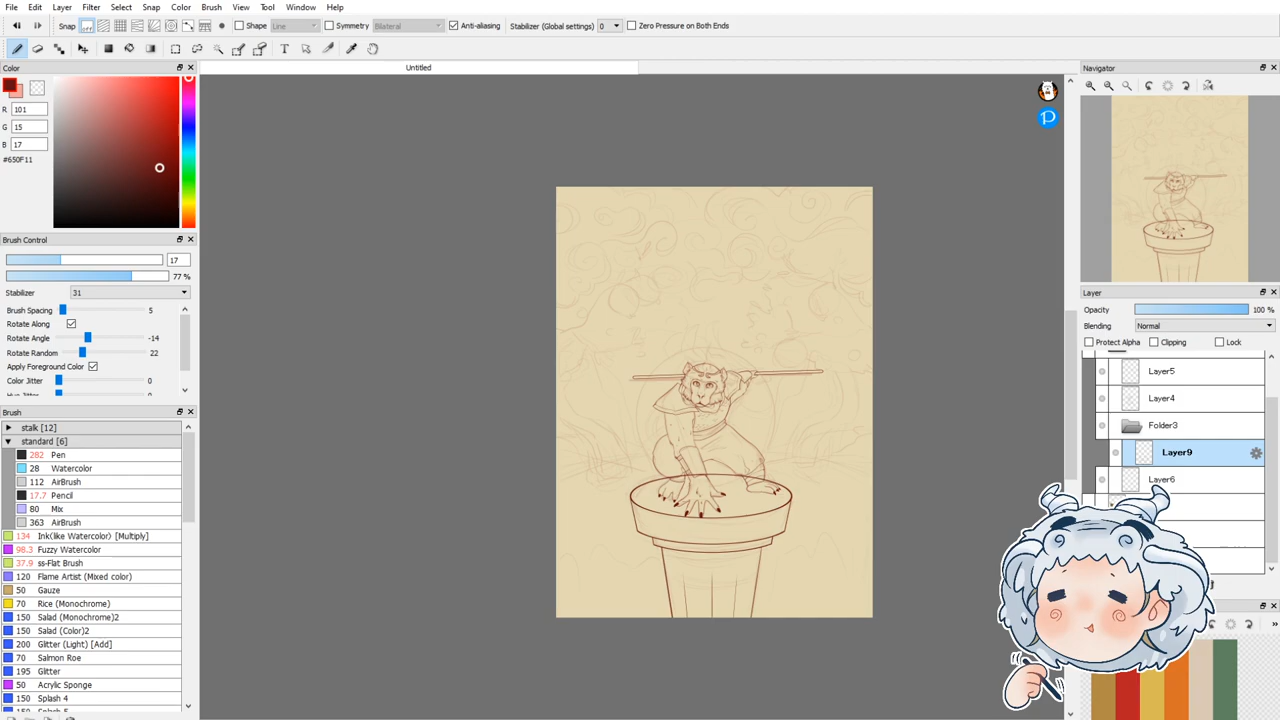 File Edit Layer Filter Select Snap Color Brush View Tool Window Help
Snap Shape Line Symmetry Bilateral Anti-aliasing Stabilizer (Global settings) 0 Zero Pressure on Both Ends
Untitled
Color
R 101
G 15
B 17
#650F11
Brush Control
17
77 %
Stabilizer 31
Brush Spacing 5
Rotate Along
Rotate Angle -14
Rotate Random 22
Apply Foreground Color
Color Jitter 0
Brush
stalk [12]
standard [6]
282 Pen
28 Watercolor
112 AirBrush
17.7 Pencil
80 Mix
363 AirBrush
134 Ink(like Watercolor) [Multiply]
98.3 Fuzzy Watercolor
37.9 ss-Flat Brush
120 Flame Artist (Mixed color)
50 Gauze
70 Rice (Monochrome)
150 Salad (Monochrome)2
150 Salad (Color)2
200 Glitter (Light) [Add]
70 Salmon Roe
195 Glitter
50 Acrylic Sponge
150 Splash 4
Navigator
Layer
Opacity 100 %
Blending Normal
Protect Alpha Clipping Lock
Layer5
Layer4
Folder3
Layer9
Layer6